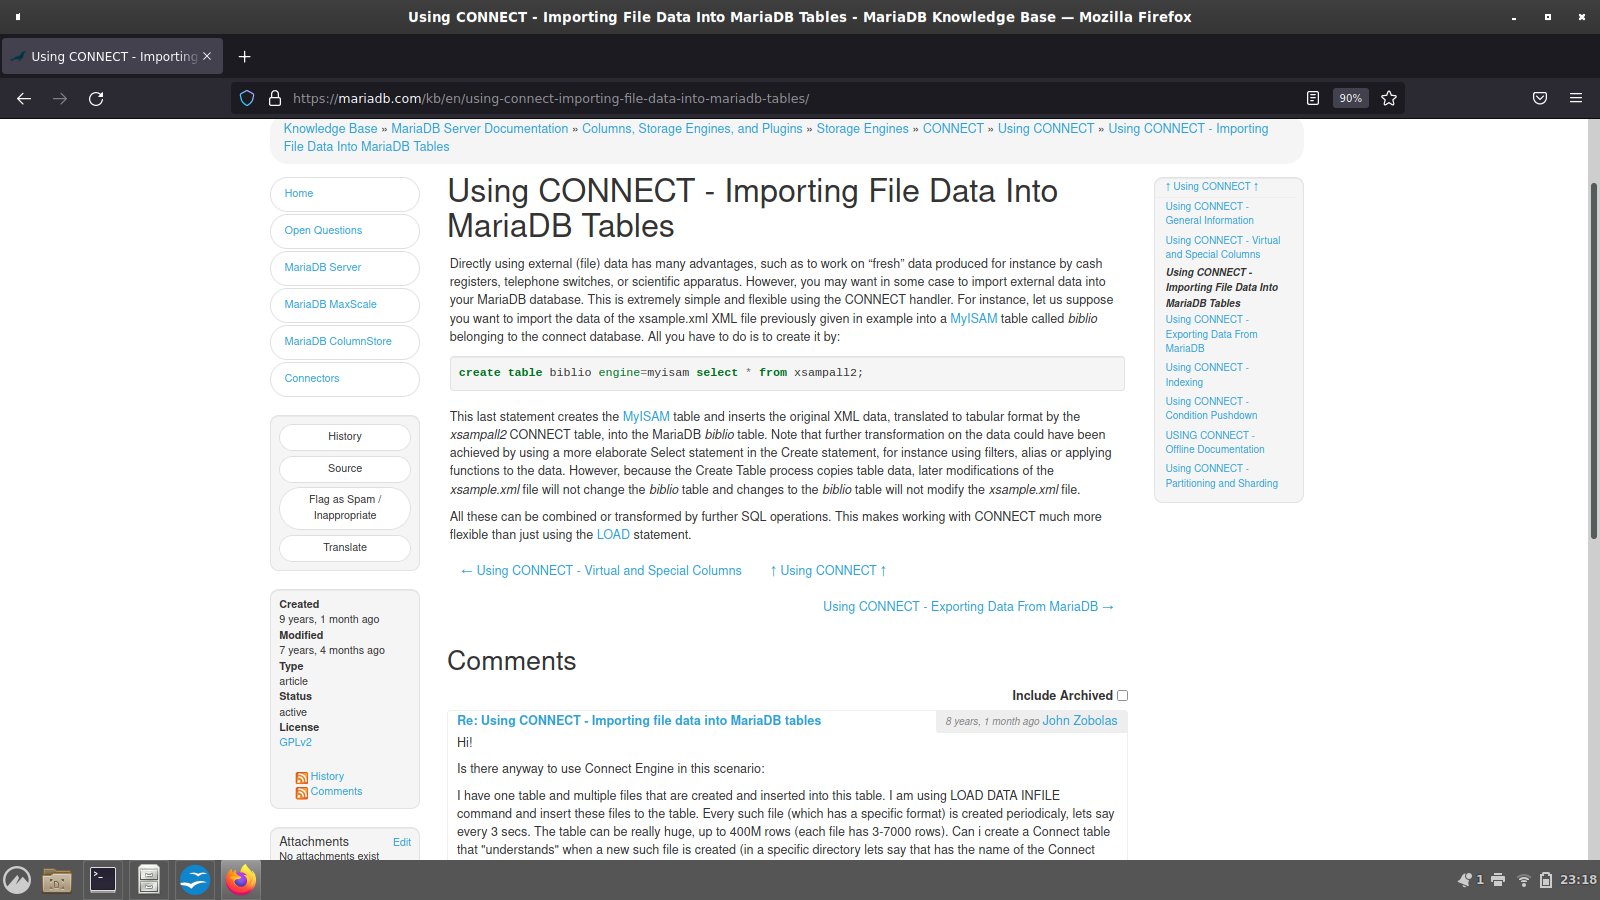 Using CONNECT - Importing File Data Into MariaDB Tables - MariaDB Knowledge Base — Mozilla Firefox
Using CONNECT - Importing
https://mariadb.com/kb/en/using-connect-importing-file-data-into-mariadb-tables/
90%
Knowledge Base » MariaDB Server Documentation » Columns, Storage Engines, and Plugins » Storage Engines » CONNECT » Using CONNECT » Using CONNECT - Importing
File Data Into MariaDB Tables
Home
Open Questions
MariaDB Server
MariaDB MaxScale
MariaDB ColumnStore
Connectors
History
Source
Flag as Spam /
Inappropriate
Translate
Created
9 years, 1 month ago
Modified
7 years, 4 months ago
Type
article
Status
active
License
GPLv2
History
Comments
Attachments
Edit
No attachments exist
Using CONNECT - Importing File Data Into
MariaDB Tables
Directly using external (file) data has many advantages, such as to work on “fresh” data produced for instance by cash
registers, telephone switches, or scientific apparatus. However, you may want in some case to import external data into
your MariaDB database. This is extremely simple and flexible using the CONNECT handler. For instance, let us suppose
you want to import the data of the xsample.xml XML file previously given in example into a MyISAM table called biblio
belonging to the connect database. All you have to do is to create it by:
create table biblio engine=myisam select * from xsampall2;
This last statement creates the MyISAM table and inserts the original XML data, translated to tabular format by the
xsampall2 CONNECT table, into the MariaDB biblio table. Note that further transformation on the data could have been
achieved by using a more elaborate Select statement in the Create statement, for instance using filters, alias or applying
functions to the data. However, because the Create Table process copies table data, later modifications of the
xsample.xml file will not change the biblio table and changes to the biblio table will not modify the xsample.xml file.
All these can be combined or transformed by further SQL operations. This makes working with CONNECT much more
flexible than just using the LOAD statement.
← Using CONNECT - Virtual and Special Columns
↑ Using CONNECT ↑
Using CONNECT - Exporting Data From MariaDB →
Comments
Include Archived
Re: Using CONNECT - Importing file data into MariaDB tables
8 years, 1 month ago John Zobolas
Hi!
Is there anyway to use Connect Engine in this scenario:
I have one table and multiple files that are created and inserted into this table. I am using LOAD DATA INFILE
command and insert these files to the table. Every such file (which has a specific format) is created periodicaly, lets say
every 3 secs. The table can be really huge, up to 400M rows (each file has 3-7000 rows). Can i create a Connect table
that "understands" when a new such file is created (in a specific directory lets say that has the name of the Connect
↑ Using CONNECT ↑
Using CONNECT -
General Information
Using CONNECT - Virtual
and Special Columns
Using CONNECT -
Importing File Data Into
MariaDB Tables
Using CONNECT -
Exporting Data From
MariaDB
Using CONNECT -
Indexing
Using CONNECT -
Condition Pushdown
USING CONNECT -
Offline Documentation
Using CONNECT -
Partitioning and Sharding
1
23:18